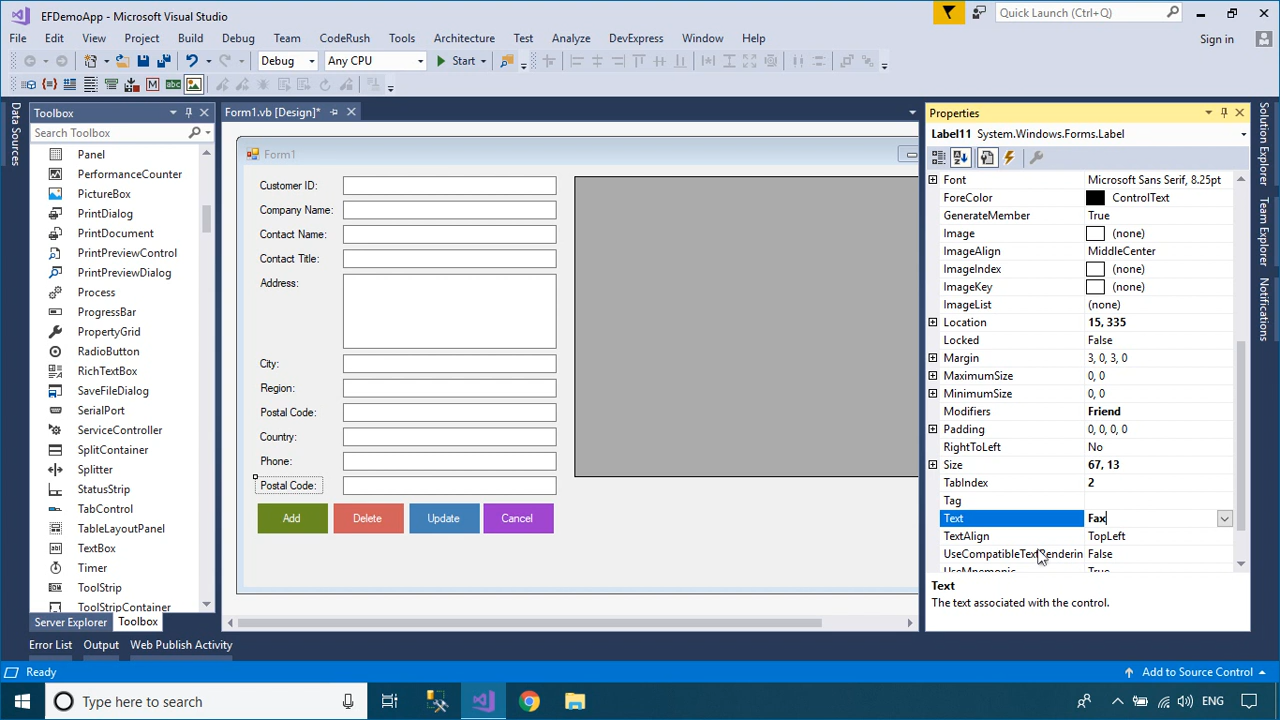 EFDemoApp - Microsoft Visual Studio
Quick Launch (Ctrl+Q)
File Edit View Project Build Debug Team CodeRush Tools Architecture Test Analyze DevExpress Window Help
Sign in
Debug Any CPU Start
Data Sources
Toolbox
Search Toolbox
Panel
PerformanceCounter
PictureBox
PrintDialog
PrintDocument
PrintPreviewControl
PrintPreviewDialog
Process
ProgressBar
PropertyGrid
RadioButton
RichTextBox
SaveFileDialog
SerialPort
ServiceController
SplitContainer
Splitter
StatusStrip
TabControl
TableLayoutPanel
TextBox
Timer
ToolStrip
ToolStripContainer
Server Explorer Toolbox
Form1.vb [Design]*
Form1
Customer ID:
Company Name:
Contact Name:
Contact Title:
Address:
City:
Region:
Postal Code:
Country:
Phone:
Postal Code:
Add Delete Update Cancel
Properties
Label11 System.Windows.Forms.Label
Font Microsoft Sans Serif, 8.25pt
ForeColor ControlText
GenerateMember True
Image (none)
ImageAlign MiddleCenter
ImageIndex (none)
ImageKey (none)
ImageList (none)
Location 15, 335
Locked False
Margin 3, 0, 3, 0
MaximumSize 0, 0
MinimumSize 0, 0
Modifiers Friend
Padding 0, 0, 0, 0
RightToLeft No
Size 67, 13
TabIndex 2
Tag
Text Fax
TextAlign TopLeft
UseCompatibleTextRenderin False
UseMnemonic True
Text
The text associated with the control.
Solution Explorer
Team Explorer
Notifications
Error List Output Web Publish Activity
Ready
Add to Source Control
Type here to search
ENG